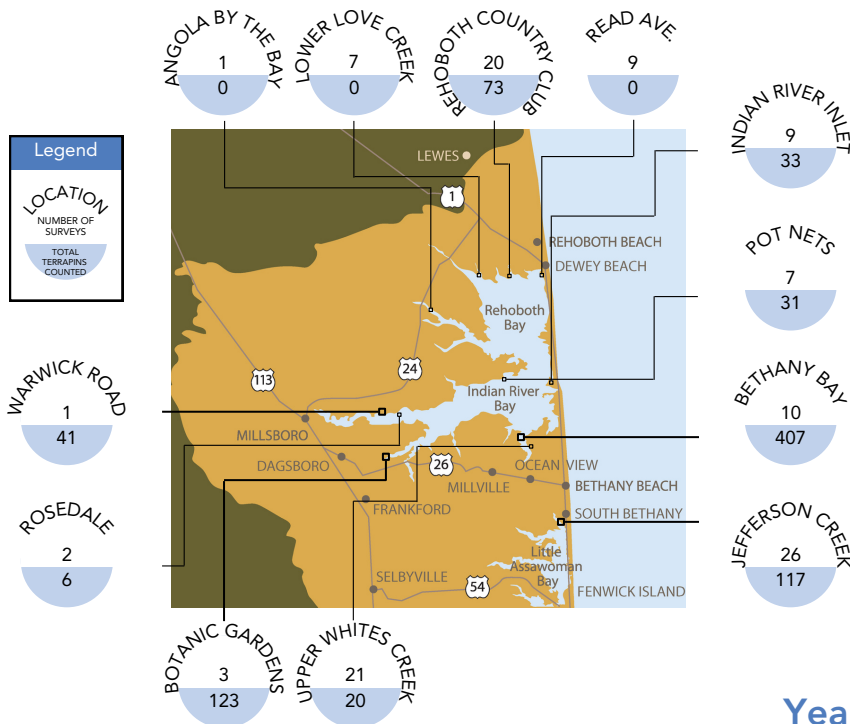 ANGOLA BY THE BAY
1
0
LOWER LOVE CREEK
7
0
REHOBOTH COUNTRY CLUB
20
73
READ AVE.
9
0
INDIAN RIVER INLET
9
33
Legend
LOCATION
NUMBER OF
SURVEYS
TOTAL
TERRAPINS
COUNTED
POT NETS
7
31
WARWICK ROAD
1
41
BETHANY BAY
10
407
ROSEDALE
2
6
JEFFERSON CREEK
26
117
LEWES
1
REHOBOTH BEACH
DEWEY BEACH
Rehoboth
Bay
24
113
Indian River
Bay
MILLSBORO
DAGSBORO
26
OCEAN VIEW
MILLVILLE
BETHANY BEACH
FRANKFORD
SOUTH BETHANY
Little
Assawoman
Bay
SELBYVILLE
54
FENWICK ISLAND
BOTANIC GARDENS
3
123
UPPER WHITES CREEK
21
20
Yea